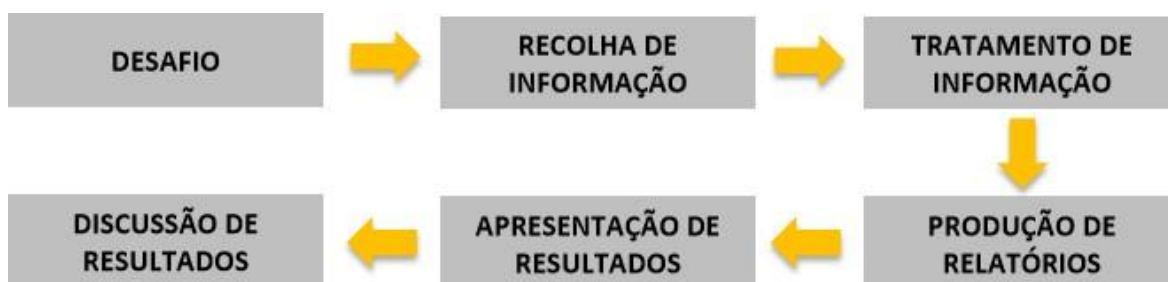 DESAFIO
RECOLHA DE
INFORMAÇÃO
TRATAMENTO DE
INFORMAÇÃO
PRODUÇÃO DE
RELATÓRIOS
APRESENTAÇÃO DE
RESULTADOS
DISCUSSÃO DE
RESULTADOS